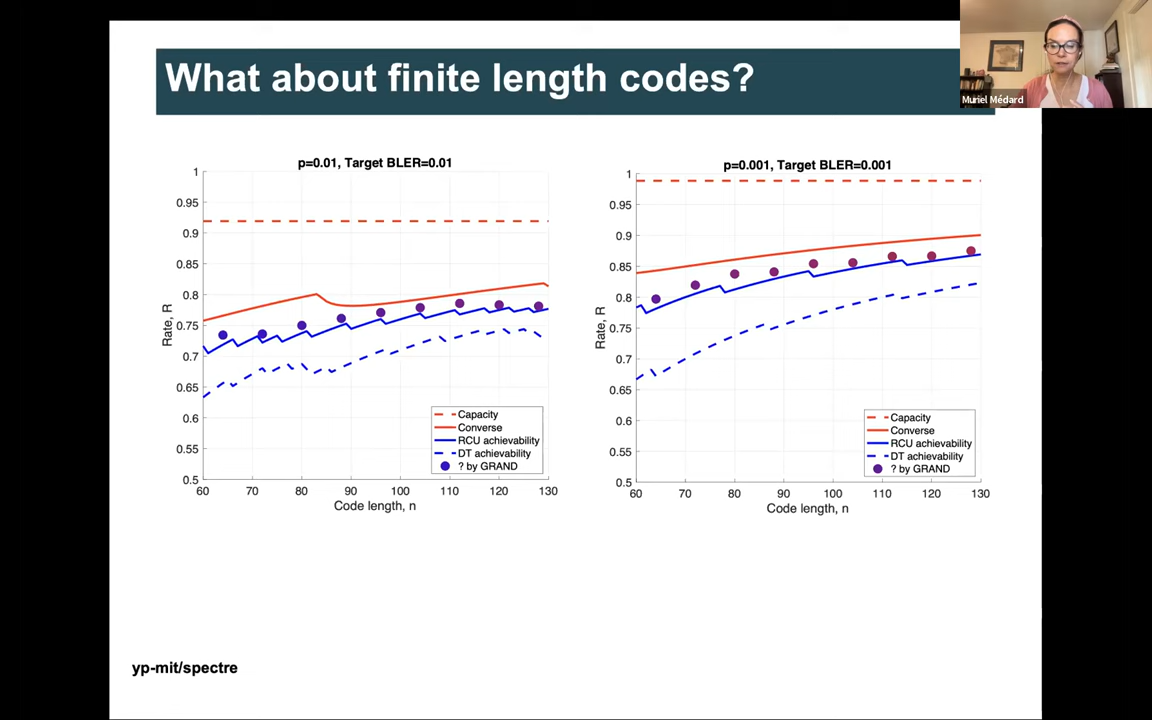 What about finite length codes?
Muriel Médard
p=0.01, Target BLER=0.01
1
0.95
0.9
0.85
0.8
0.75
0.7
0.65
0.6
0.55
0.5
Rate, R
60 70 80 90 100 110 120 130
Code length, n
Capacity
Converse
RCU achievability
DT achievability
? by GRAND
p=0.001, Target BLER=0.001
1
0.95
0.9
0.85
0.8
0.75
0.7
0.65
0.6
0.55
0.5
Rate, R
60 70 80 90 100 110 120 130
Code length, n
Capacity
Converse
RCU achievability
DT achievability
? by GRAND
yp-mit/spectre